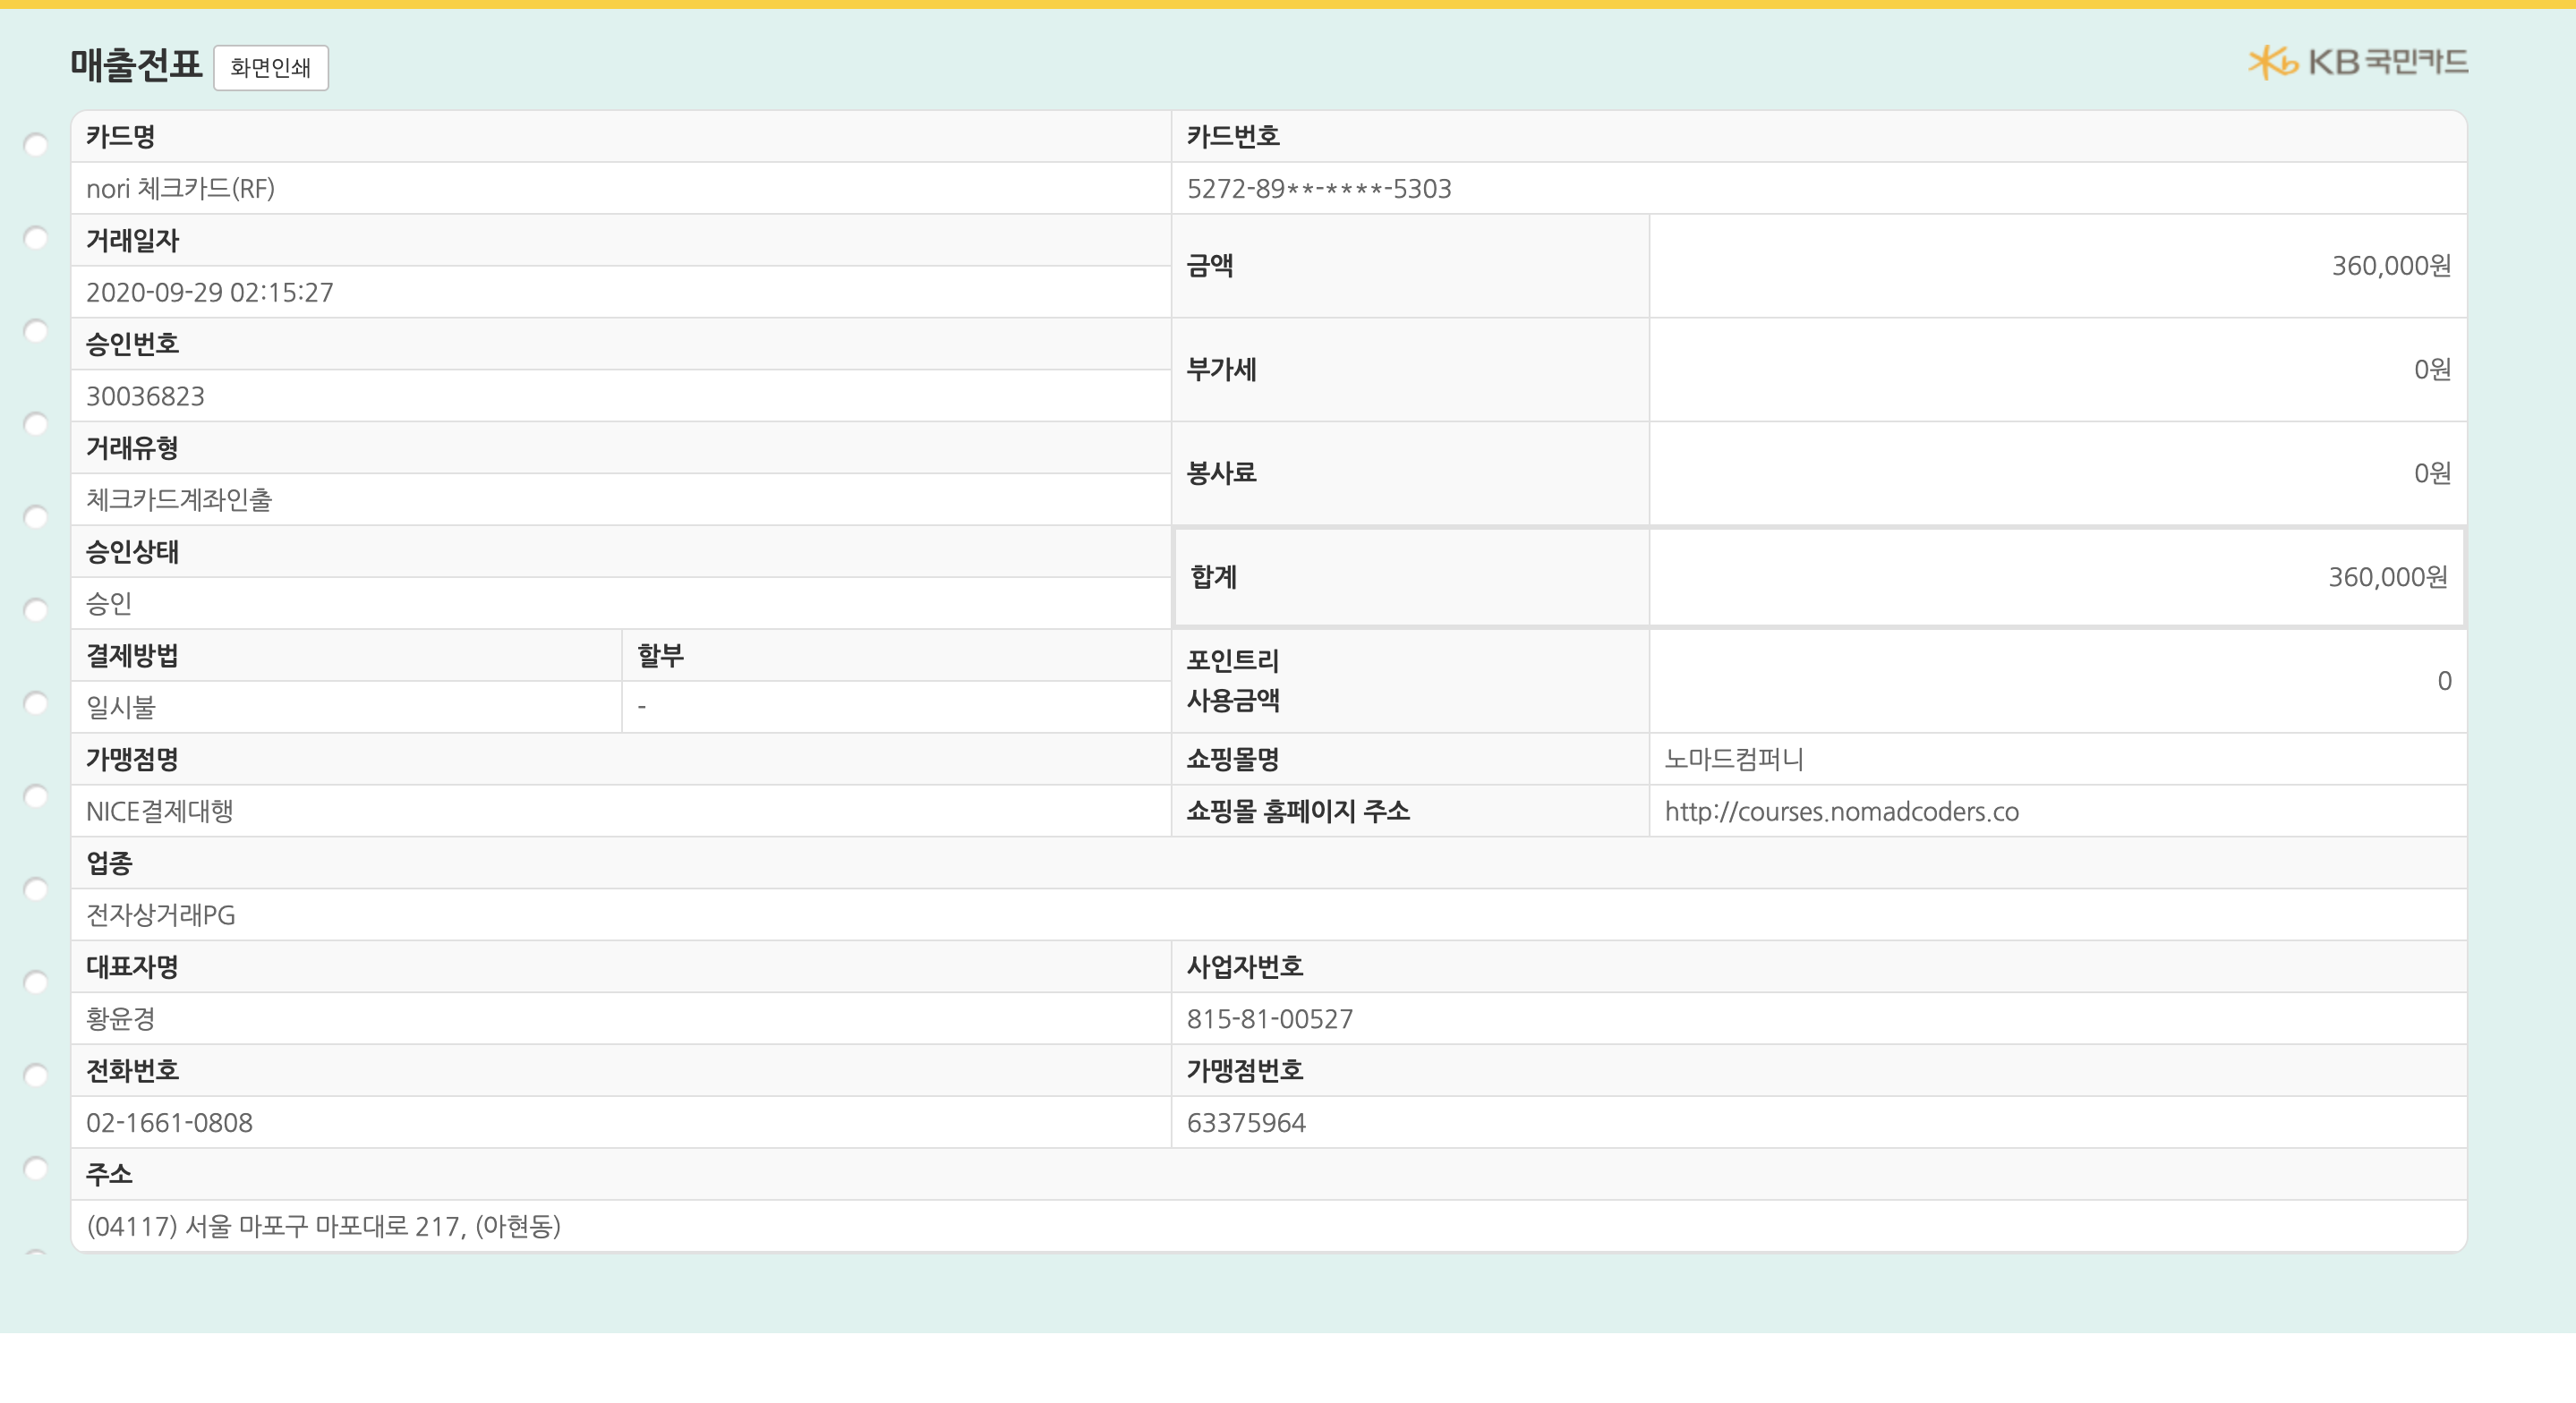 매출전표 화면인쇄
KB국민카드
카드명 카드번호
nori 체크카드(RF) 5272-89**-****-5303
거래일자
금액 360,000원
2020-09-29 02:15:27
승인번호
부가세 0원
30036823
거래유형
봉사료 0원
체크카드계좌인출
승인상태
합계 360,000원
승인
결제방법 할부
포인트리
사용금액
0
일시불 -
가맹점명 쇼핑몰명 노마드컴퍼니
NICE결제대행 쇼핑몰 홈페이지 주소 http://courses.nomadcoders.co
업종
전자상거래PG
대표자명 사업자번호
황윤경 815-81-00527
전화번호 가맹점번호
02-1661-0808 63375964
주소
(04117) 서울 마포구 마포대로 217, (아현동)